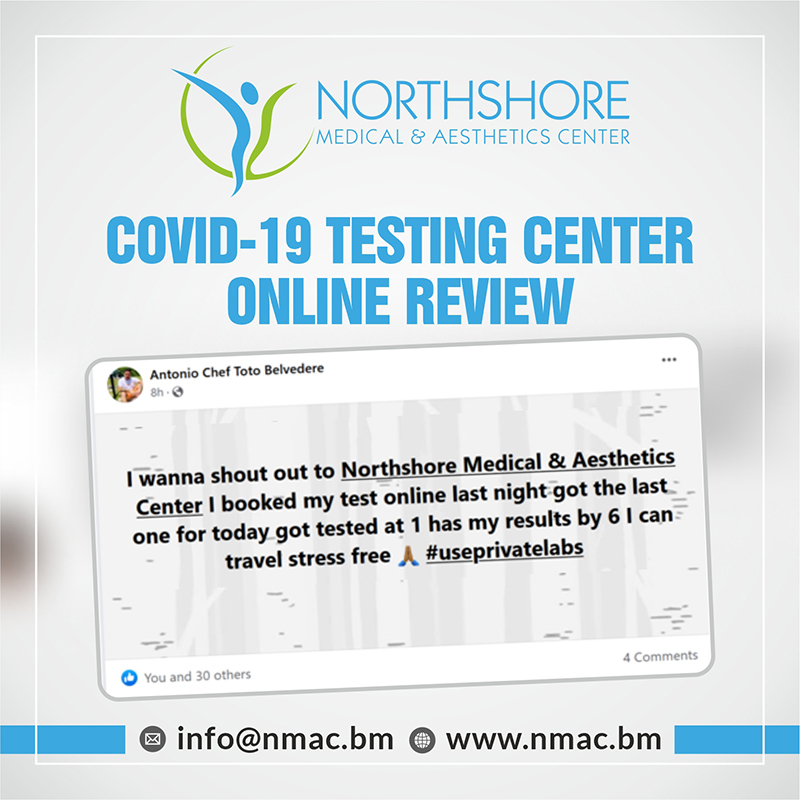 NORTHSHORE
MEDICAL & AESTHETICS CENTER
COVID-19 TESTING CENTER
ONLINE REVIEW
Antonio Chef Toto Belvedere
8h ·
I wanna shout out to Northshore Medical & Aesthetics
Center I booked my test online last night got the last
one for today got tested at 1 has my results by 6 I can
travel stress free 🙏🏾 #useprivatelabs
You and 30 others
4 Comments
info@nmac.bm www.nmac.bm